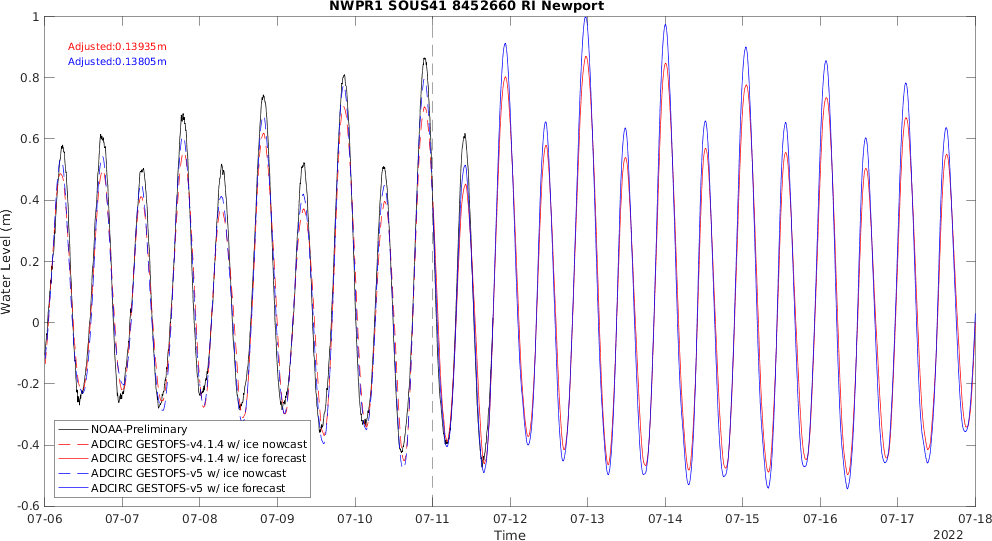 NWPR1 SOUS41 8452660 RI Newport
Adjusted:0.13935m
Adjusted:0.13805m
1
0.8
0.6
0.4
0.2
0
-0.2
-0.4
-0.6
Water Level (m)
NOAA-Preliminary
ADCIRC GESTOFS-v4.1.4 w/ ice nowcast
ADCIRC GESTOFS-v4.1.4 w/ ice forecast
ADCIRC GESTOFS-v5 w/ ice nowcast
ADCIRC GESTOFS-v5 w/ ice forecast
07-06 07-07 07-08 07-09 07-10 07-11 07-12 07-13 07-14 07-15 07-16 07-17 07-18
Time
2022